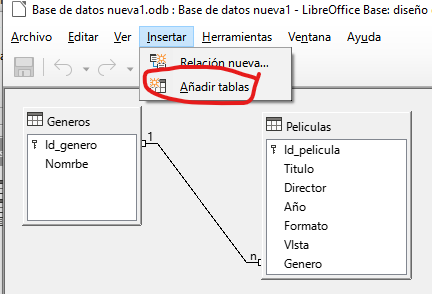 Base de datos nueva1.odb : Base de datos nueva1 - LibreOffice Base: diseño
Archivo Editar Ver Insertar Herramientas Ventana Ayuda
Relación nueva...
Añadir tablas
Generos
Id_genero
Nomrbe
1
n
Peliculas
Id_pelicula
Titulo
Director
Año
Formato
VIsta
Genero